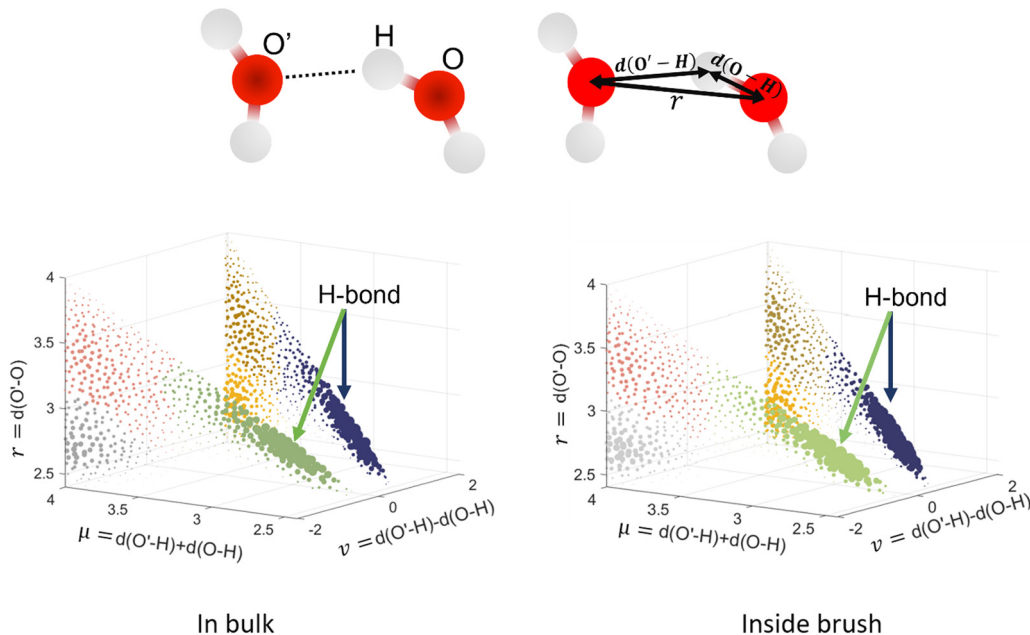 O’
H
O
d(O′ − H)
d(O − H)
r
H-bond
4
3.5
3
2.5
r = d(O'-O)
4
3.5
3
2.5
μ = d(O'-H)+d(O-H)
-2
0
2
v = d(O'-H)-d(O-H)
In bulk
H-bond
4
3.5
3
2.5
r = d(O'-O)
4
3.5
3
2.5
μ = d(O'-H)+d(O-H)
-2
0
2
v = d(O'-H)-d(O-H)
Inside brush